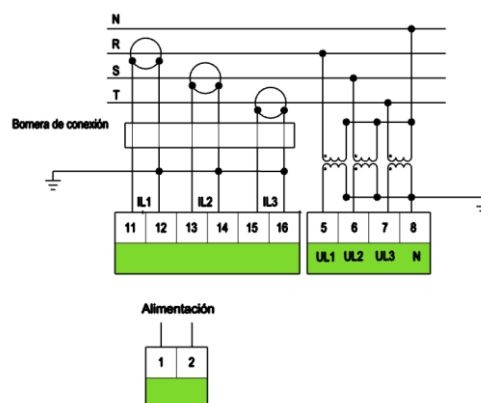 N
R
S
T
Bornera de conexión
IL1 IL2 IL3
11 12 13 14 15 16 5 6 7 8
UL1 UL2 UL3 N
Alimentación
1 2